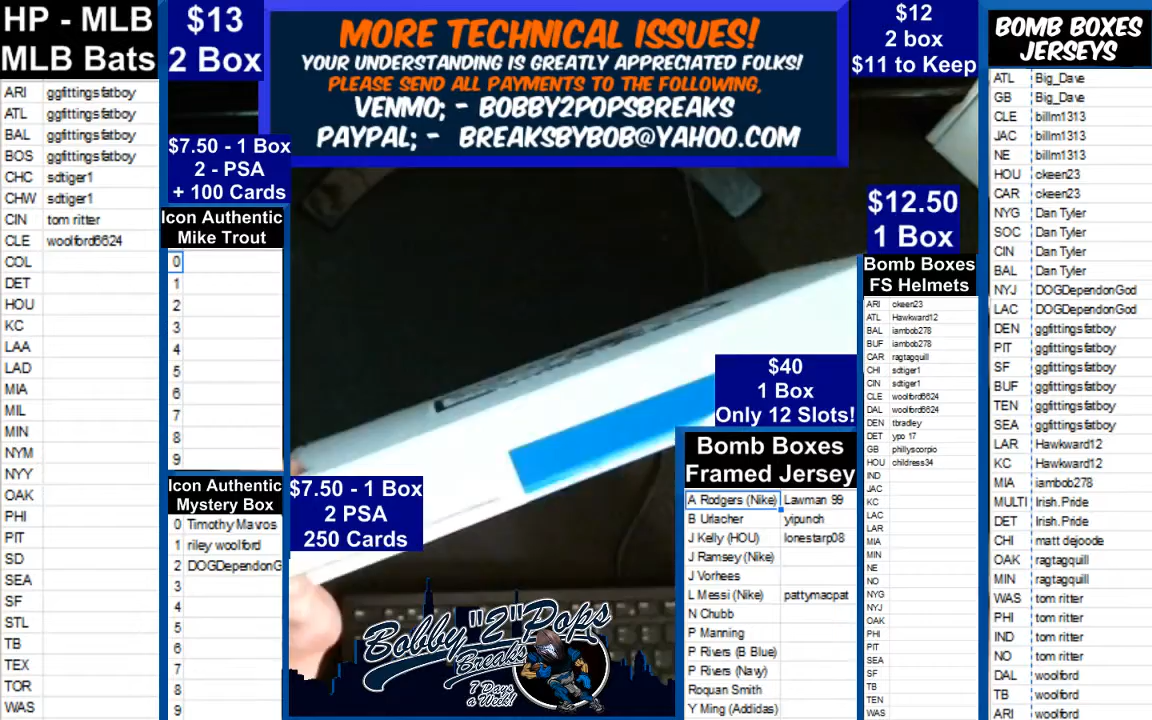 HP - MLB
MLB Bats
ARI ggfittingsfatboy
ATL ggfittingsfatboy
BAL ggfittingsfatboy
BOS ggfittingsfatboy
CHC sdtiger1
CHW sdtiger1
CIN tom ritter
CLE woolford6624
COL
DET
HOU
KC
LAA
LAD
MIA
MIL
MIN
NYM
NYY
OAK
PHI
PIT
SD
SEA
SF
STL
TB
TEX
TOR
WAS
$13
2 Box
$7.50 - 1 Box
2 - PSA
+ 100 Cards
Icon Authentic
Mike Trout
0
1
2
3
4
5
6
7
8
9
Icon Authentic
Mystery Box
0 Timothy Mavros
1 riley woolford
2 DOGDependonG
3
4
5
6
7
8
9
MORE TECHNICAL ISSUES!
YOUR UNDERSTANDING IS GREATLY APPRECIATED FOLKS!
PLEASE SEND ALL PAYMENTS TO THE FOLLOWING,
VENMO; - BOBBY2POPSBREAKS
PAYPAL; - BREAKSBYBOB@YAHOO.COM
$7.50 - 1 Box
2 PSA
250 Cards
Bobby "2" Pops
Breaks
7 Days
a Week!
$40
1 Box
Only 12 Slots!
Bomb Boxes
Framed Jersey
A Rodgers (Nike) Lawman 99
B Urlacher yipunch
J Kelly (HOU) lonestarp08
J Ramsey (Nike)
J Vorhees
L Messi (Nike) pattymacpat
N Chubb
P Manning
P Rivers (B Blue)
P Rivers (Navy)
Roquan Smith
Y Ming (Addidas)
$12
2 box
$11 to Keep
$12.50
1 Box
Bomb Boxes
FS Helmets
ARI ckeen23
ATL Hawkward12
BAL iambob278
BUF iambob278
CAR ragtagquill
CHI sdtiger1
CIN sdtiger1
CLE woolford6624
DAL woolford6624
DEN tbradley
DET ypo 17
GB phillyscorpio
HOU childress34
IND
JAC
KC
LAC
LAR
MIA
MIN
NE
NO
NYG
NYJ
OAK
PHI
PIT
SEA
SF
TB
TEN
WAS
BOMB BOXES
JERSEYS
ATL Big_Dave
GB Big_Dave
CLE billm1313
JAC billm1313
NE billm1313
HOU ckeen23
CAR ckeen23
NYG Dan Tyler
SOC Dan Tyler
CIN Dan Tyler
BAL Dan Tyler
NYJ DOGDependonGod
LAC DOGDependonGod
DEN ggfittingsfatboy
PIT ggfittingsfatboy
SF ggfittingsfatboy
BUF ggfittingsfatboy
TEN ggfittingsfatboy
SEA ggfittingsfatboy
LAR Hawkward12
KC Hawkward12
MIA iambob278
MULTI Irish.Pride
DET Irish.Pride
CHI matt dejoode
OAK ragtagquill
MIN ragtagquill
WAS tom ritter
PHI tom ritter
IND tom ritter
NO tom ritter
DAL woolford
TB woolford
ARI woolford